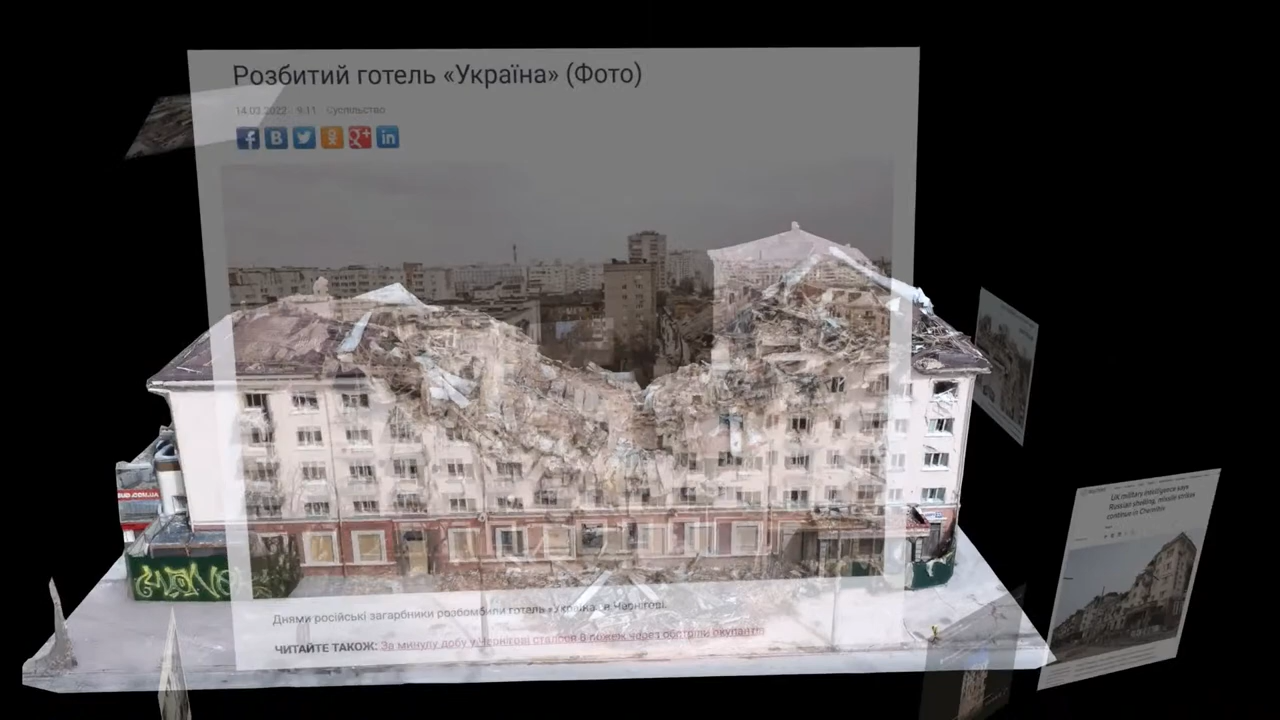 Розбитий готель «Україна» (Фото)
14.03.2022 9:11 Суспільство
UK military intelligence says
Russian shelling, missile strikes
continue in Chernihiv
Днями російські загарбники розбомбили готель «Україна» в Чернігові.
ЧИТАЙТЕ ТАКОЖ: За минулу добу у Чернігові сталося 8 пожеж через обстріли окупантів